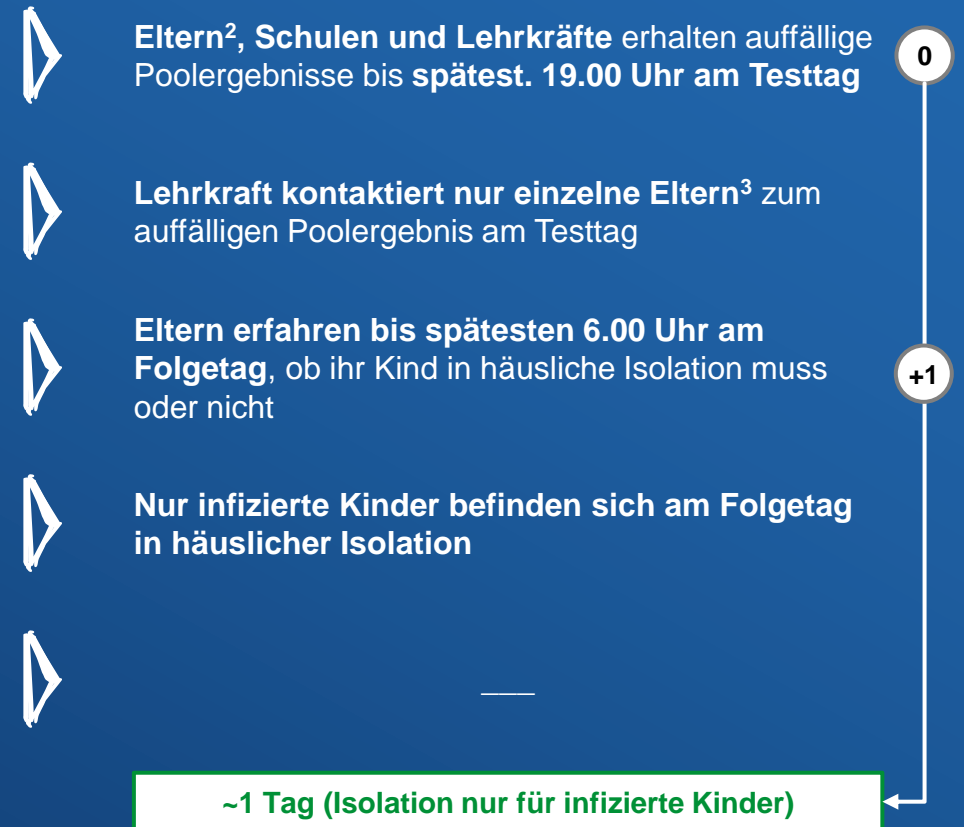 Eltern², Schulen und Lehrkräfte erhalten auffällige
Poolergebnisse bis spätest. 19.00 Uhr am Testtag
0
Lehrkraft kontaktiert nur einzelne Eltern³ zum
auffälligen Poolergebnis am Testtag
Eltern erfahren bis spätesten 6.00 Uhr am
Folgetag, ob ihr Kind in häusliche Isolation muss
oder nicht
+1
Nur infizierte Kinder befinden sich am Folgetag
in häuslicher Isolation
___
~1 Tag (Isolation nur für infizierte Kinder)